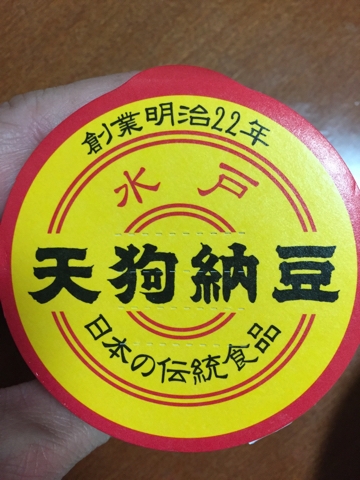 創業明治22年
水戸
天狗納豆
日本の伝統食品